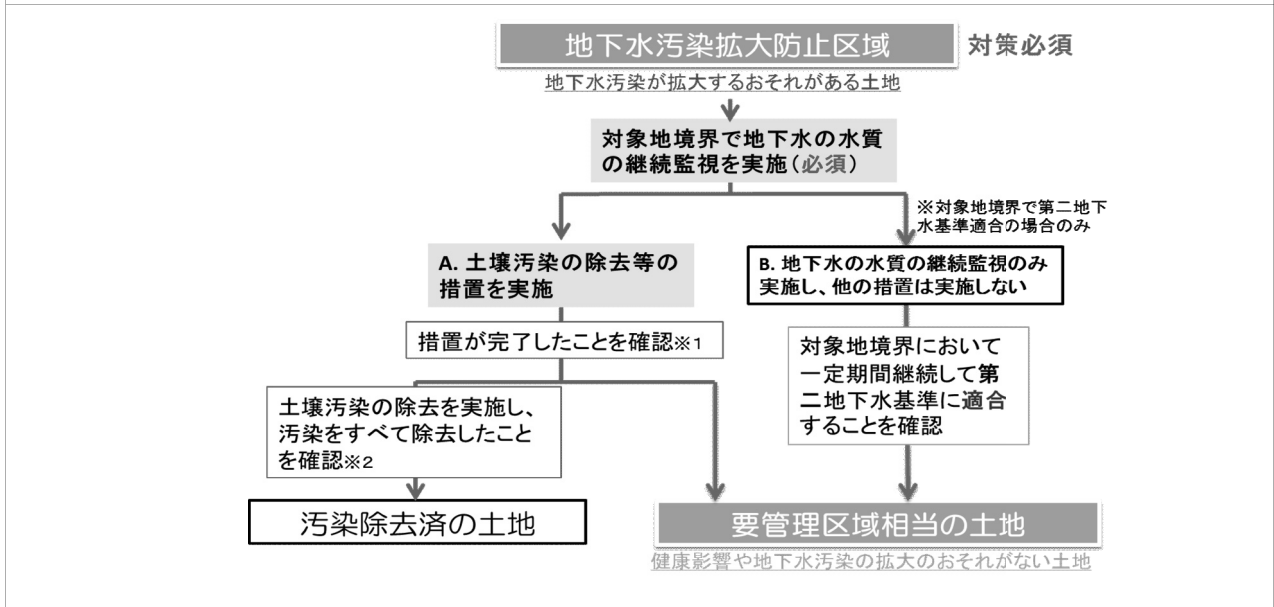 地下水汚染拡大防止区域 対策必須
地下水汚染が拡大するおそれがある土地
対象地境界で地下水の水質
の継続監視を実施(必須)
※対象地境界で第二地下
水基準適合の場合のみ
A. 土壌汚染の除去等の
措置を実施
B. 地下水の水質の継続監視のみ
実施し、他の措置は実施しない
措置が完了したことを確認※1
対象地境界において
一定期間継続して第
二地下水基準に適合
することを確認
土壌汚染の除去を実施し、
汚染をすべて除去したこと
を確認※2
汚染除去済の土地
要管理区域相当の土地
健康影響や地下水汚染の拡大のおそれがない土地